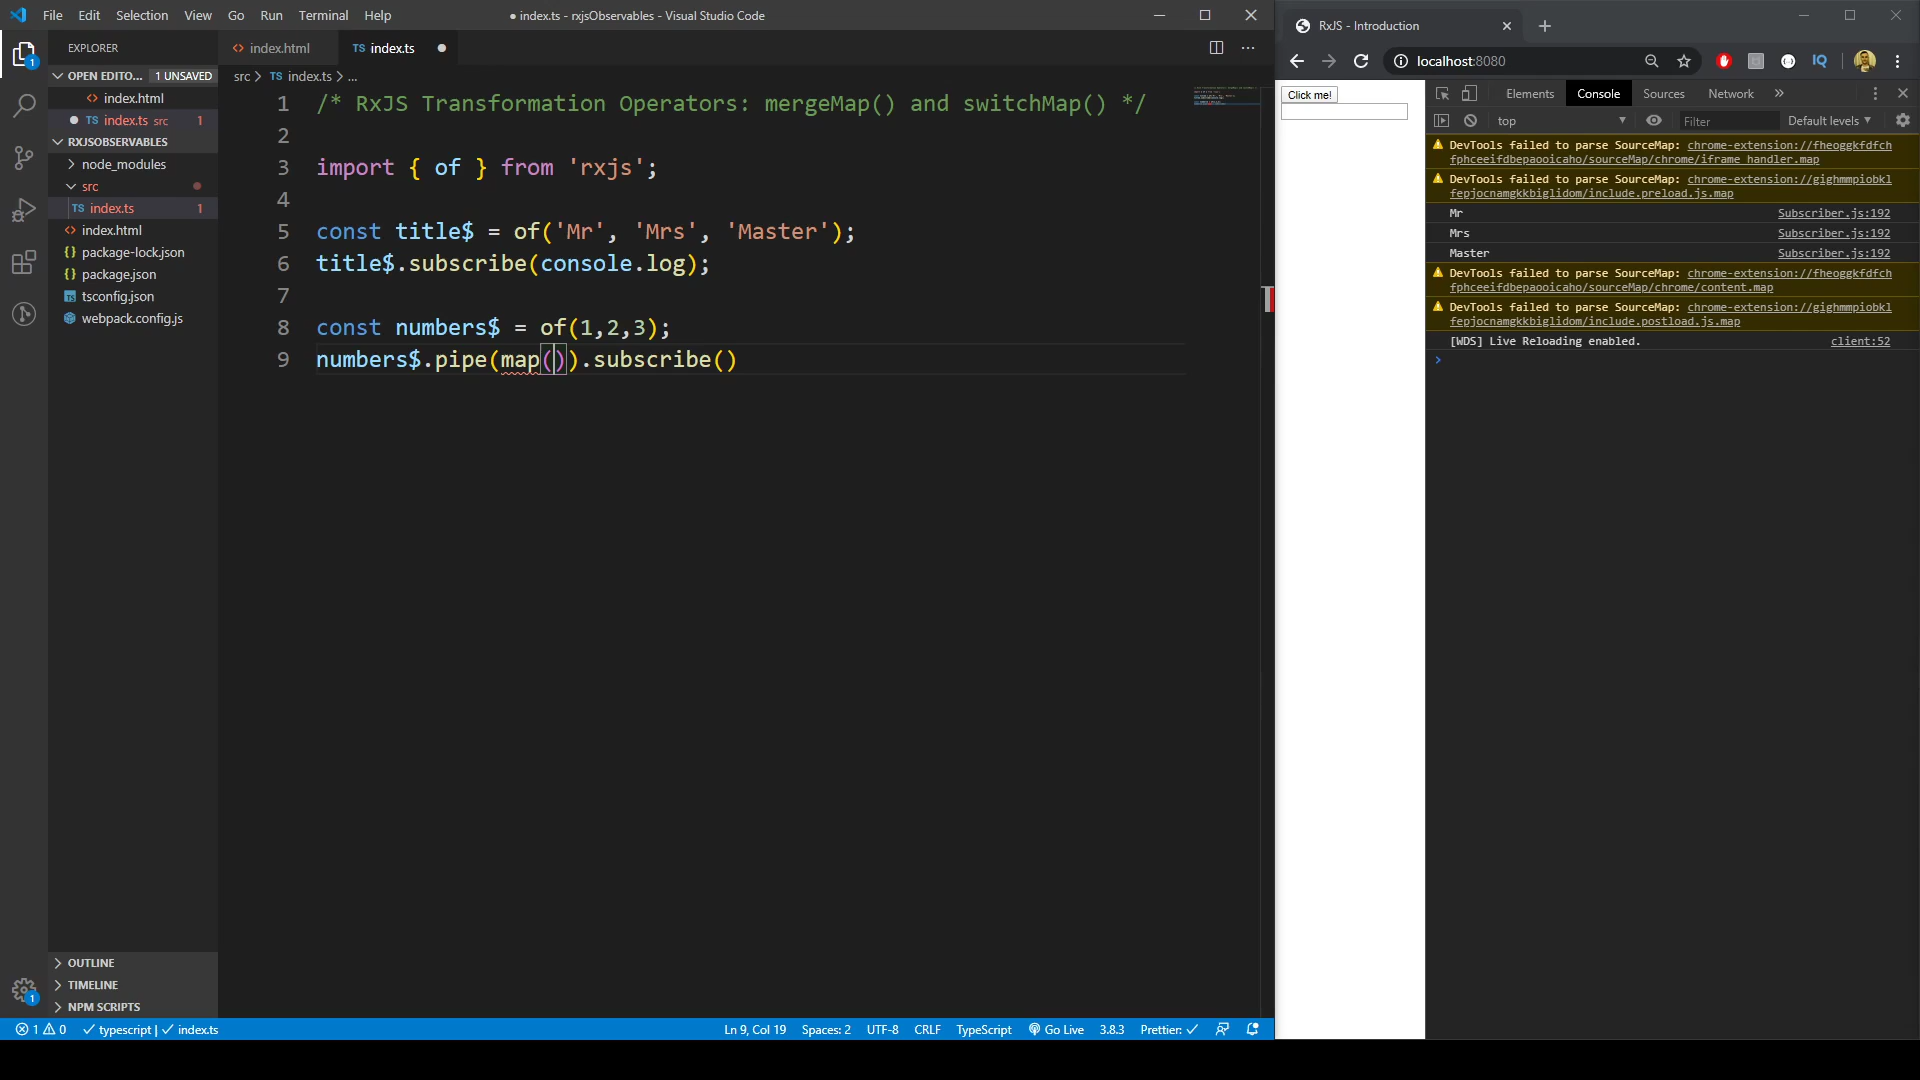 File Edit Selection View Go Run Terminal Help
● index.ts - rxjsObservables - Visual Studio Code
EXPLORER
OPEN EDITO... 1 UNSAVED
index.html
index.ts src 1
RXJSOBSERVABLES
node_modules
src
TS index.ts 1
index.html
package-lock.json
package.json
tsconfig.json
webpack.config.js
OUTLINE
TIMELINE
NPM SCRIPTS
index.html
TS index.ts
src > TS index.ts > ...
1 /* RxJS Transformation Operators: mergeMap() and switchMap() */
2
3 import { of } from 'rxjs';
4
5 const title$ = of('Mr', 'Mrs', 'Master');
6 title$.subscribe(console.log);
7
8 const numbers$ = of(1,2,3);
9 numbers$.pipe(map()).subscribe()
1 0 typescript | index.ts
Ln 9, Col 19 Spaces: 2 UTF-8 CRLF TypeScript Go Live 3.8.3 Prettier:
RxJS - Introduction
localhost:8080
Click me!
Elements Console Sources Network »
top Filter Default levels
DevTools failed to parse SourceMap: chrome-extension://fheoggkfdfch
fphceeifdbepaooicaho/sourceMap/chrome/iframe_handler.map
DevTools failed to parse SourceMap: chrome-extension://gighmmpiobkl
fepjocnamgkkbiglidom/include.preload.js.map
Mr Subscriber.js:192
Mrs Subscriber.js:192
Master Subscriber.js:192
DevTools failed to parse SourceMap: chrome-extension://fheoggkfdfch
fphceeifdbepaooicaho/sourceMap/chrome/content.map
DevTools failed to parse SourceMap: chrome-extension://gighmmpiobkl
fepjocnamgkkbiglidom/include.postload.js.map
[WDS] Live Reloading enabled. client:52